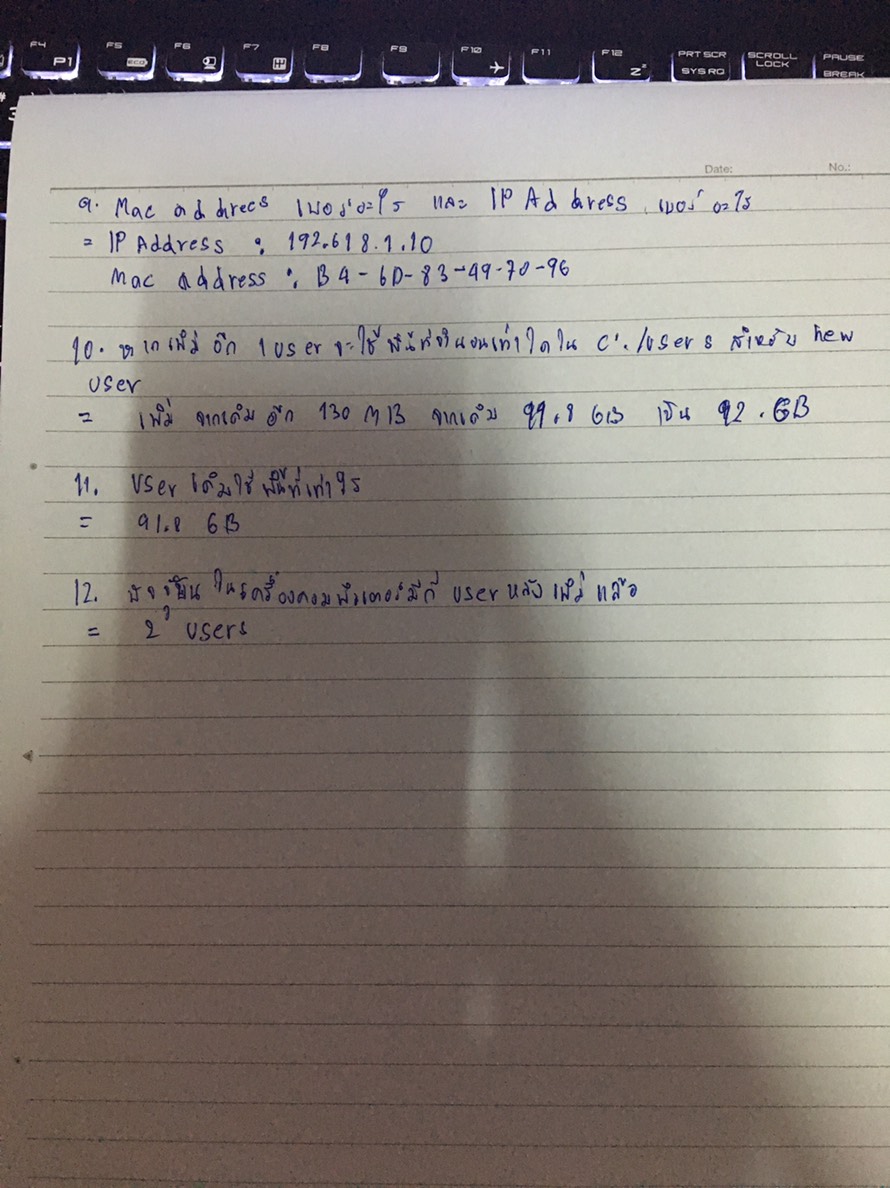 F4 F5 F6 F7 F8 F9 F10 F11 F12 PRT SCR SCROLL LOCK PAUSE
P1 ECO Z SYS RQ BREAK
Date: No.:
9. Mac addrecs เบอร์อะไร และ IP Address เบอร์อะไร
= IP Address : 192.618.1.10
Mac address : B4-6D-83-49-70-96
10. หากเพิ่ม อีก 1 user จะใช้ พื้นที่จำนวนเท่าใดใน C:/users สำหรับ new
user
= เพิ่ม จากเดิม อีก 130 MB จากเดิม 91.8 GB เป็น 92.GB
11. User เดิมใช้ พื้นที่เท่าไร
= 91.8 GB
12. ปัจจุบัน ในเครื่องคอมพิวเตอร์มีกี่ user หลัง เพิ่ม แล้ว
= 2 users